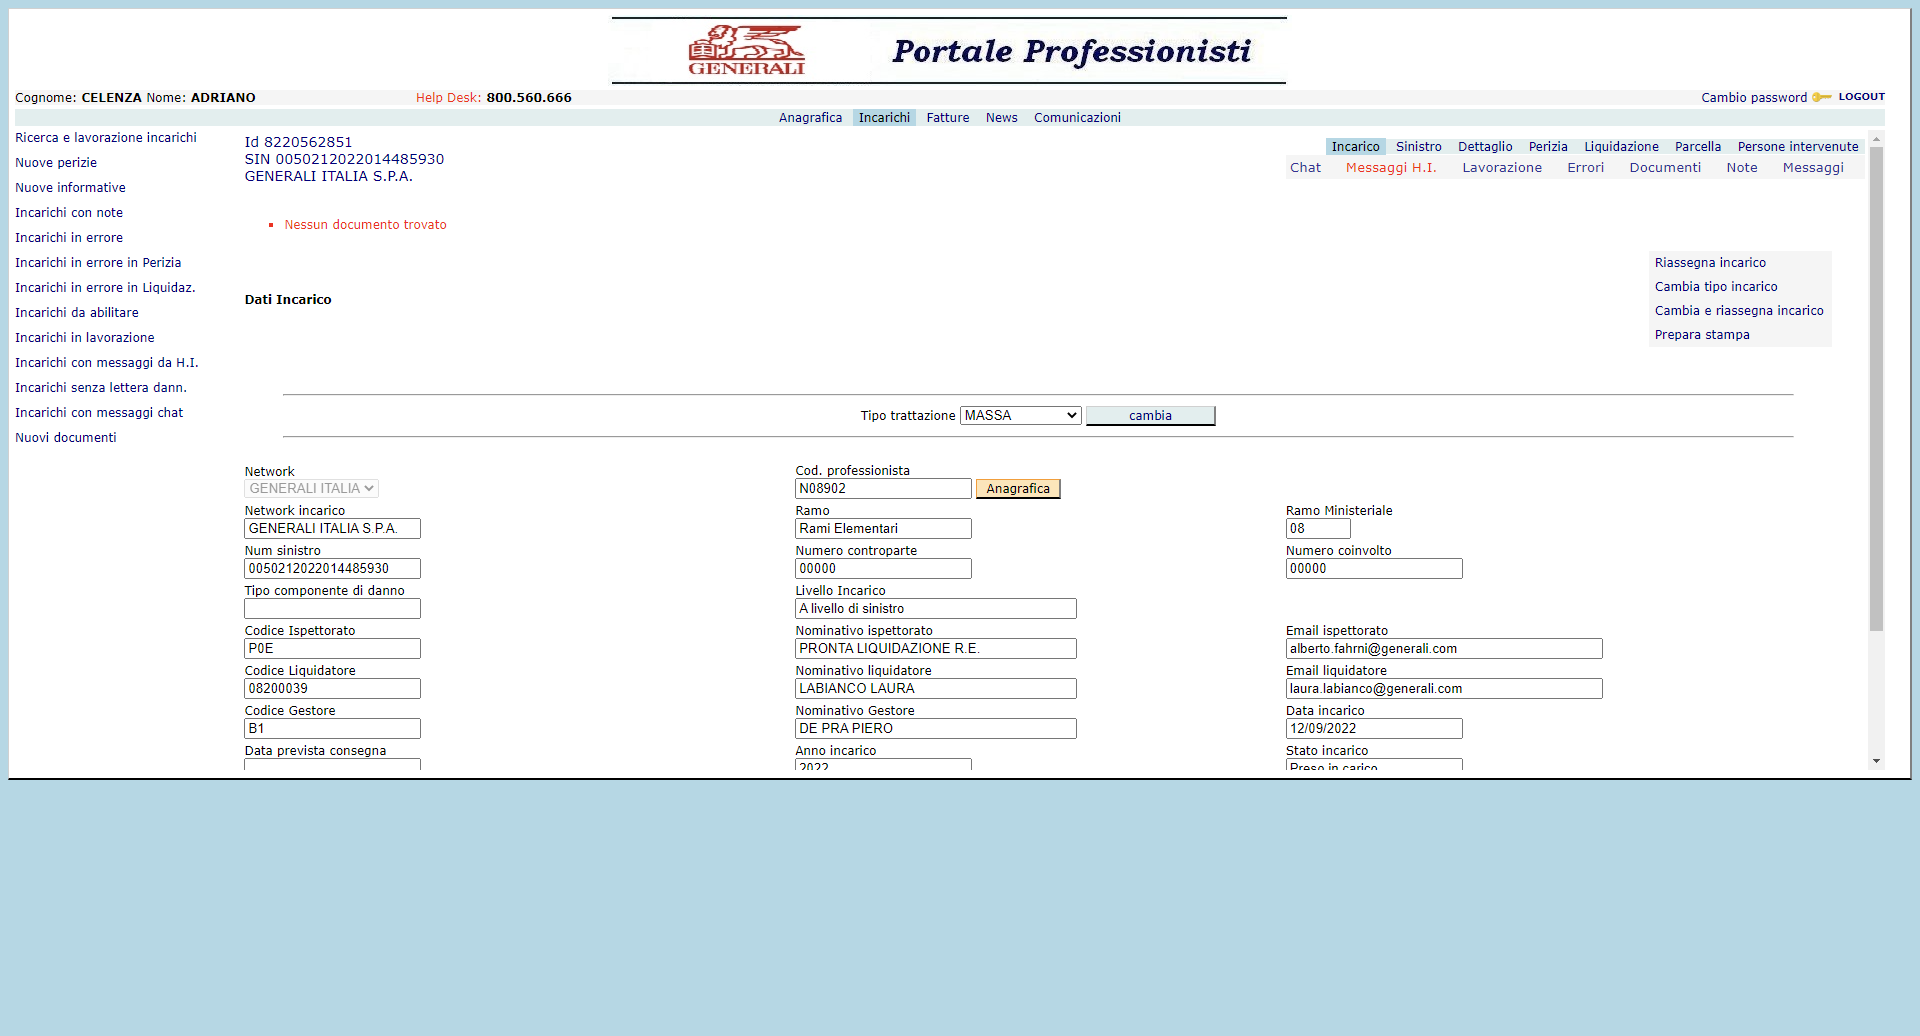 GENERALI
Portale Professionisti
Cognome: CELENZA Nome: ADRIANO Help Desk: 800.560.666 Cambio password LOGOUT
Anagrafica Incarichi Fatture News Comunicazioni
Ricerca e lavorazione incarichi
Nuove perizie
Nuove informative
Incarichi con note
Incarichi in errore
Incarichi in errore in Perizia
Incarichi in errore in Liquidaz.
Incarichi da abilitare
Incarichi in lavorazione
Incarichi con messaggi da H.I.
Incarichi senza lettera dann.
Incarichi con messaggi chat
Nuovi documenti
Id 8220562851
SIN 0050212022014485930
GENERALI ITALIA S.P.A.
Incarico Sinistro Dettaglio Perizia Liquidazione Parcella Persone intervenute
Chat Messaggi H.I. Lavorazione Errori Documenti Note Messaggi
Nessun documento trovato
Riassegna incarico
Cambia tipo incarico
Cambia e riassegna incarico
Prepara stampa
Dati Incarico
Tipo trattazione MASSA cambia
Network Cod. professionista
GENERALI ITALIA N08902 Anagrafica
Network incarico Ramo Ramo Ministeriale
GENERALI ITALIA S.P.A. Rami Elementari 08
Num sinistro Numero controparte Numero coinvolto
0050212022014485930 00000 00000
Tipo componente di danno Livello Incarico
A livello di sinistro
Codice Ispettorato Nominativo ispettorato Email ispettorato
P0E PRONTA LIQUIDAZIONE R.E. alberto.fahrni@generali.com
Codice Liquidatore Nominativo liquidatore Email liquidatore
08200039 LABIANCO LAURA laura.labianco@generali.com
Codice Gestore Nominativo Gestore Data incarico
B1 DE PRA PIERO 12/09/2022
Data prevista consegna Anno incarico Stato incarico
2022 Preso in carico